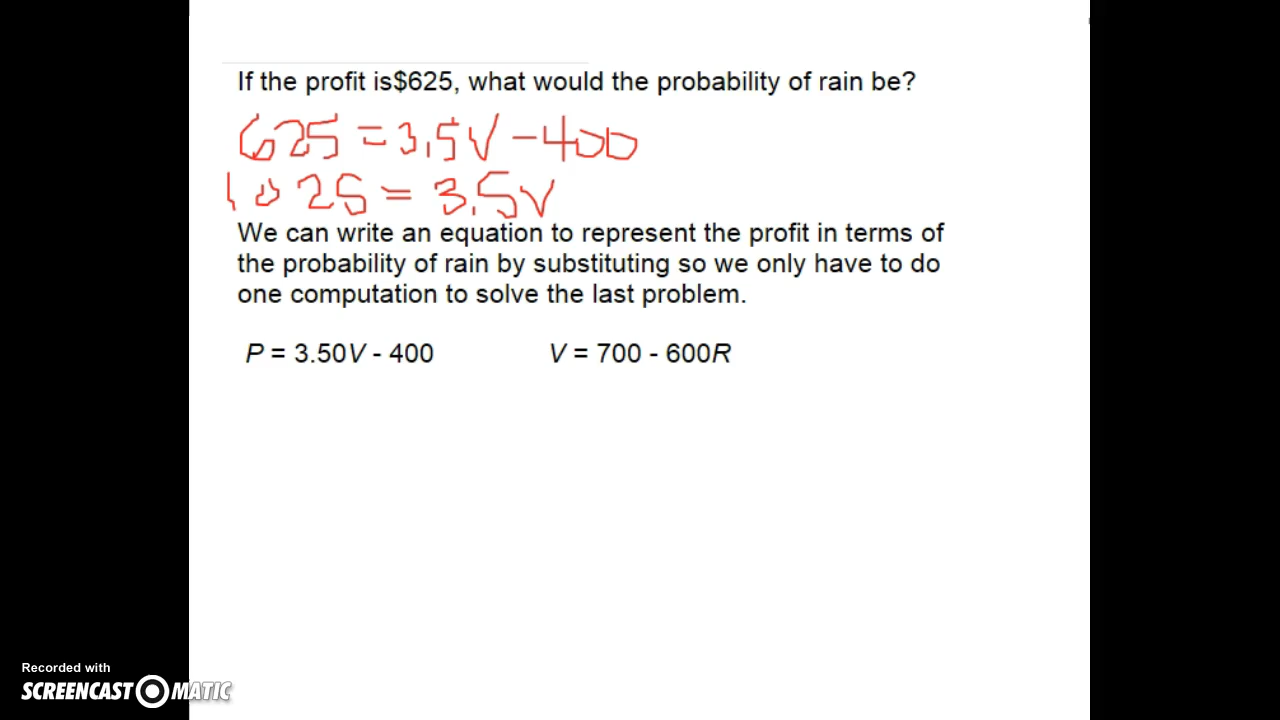 If the profit is$625, what would the probability of rain be?
625 = 3.5V - 400
1025 = 3.5V
We can write an equation to represent the profit in terms of
the probability of rain by substituting so we only have to do
one computation to solve the last problem.
P = 3.50V - 400 V = 700 - 600R
Recorded with
SCREENCAST MATIC